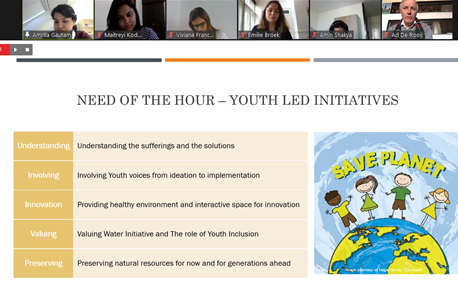 Amrita Gautam
Maitreyi Kod...
Viviana Franc...
Emilie Broek
Amin Shakya
Ad De Rooy
NEED OF THE HOUR – YOUTH LED INITIATIVES
Understanding Understanding the sufferings and the solutions
Involving Involving Youth voices from ideation to implementation
Innovation Providing healthy environment and interactive space for innovation
Valuing Valuing Water Initiative and The role of Youth Inclusion
Preserving Preserving natural resources for now and for generations ahead
SAVE PLANET